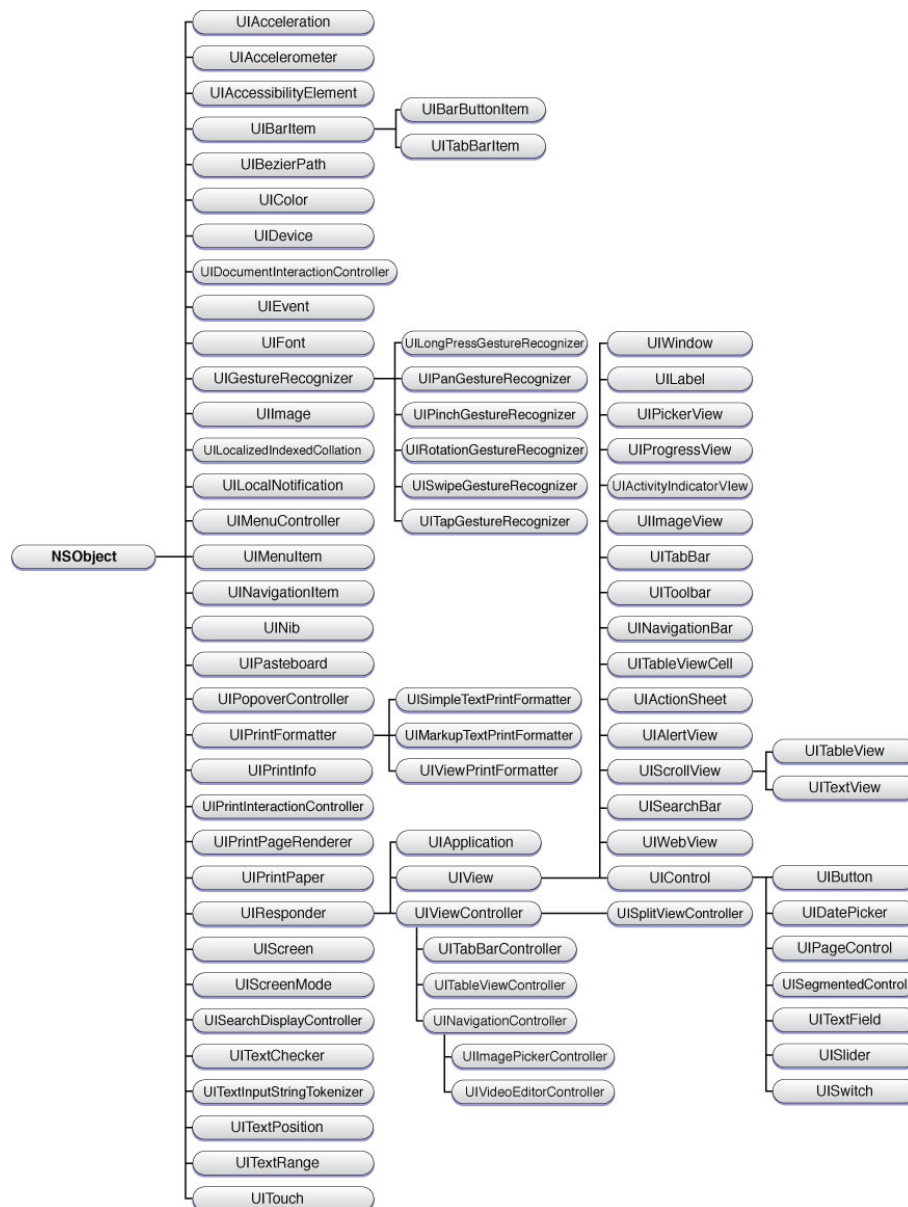 NSObject
UIAcceleration
UIAccelerometer
UIAccessibilityElement
UIBarItem
UIBarButtonItem
UITabBarItem
UIBezierPath
UIColor
UIDevice
UIDocumentInteractionController
UIEvent
UIFont
UIGestureRecognizer
UILongPressGestureRecognizer
UIPanGestureRecognizer
UIPinchGestureRecognizer
UIRotationGestureRecognizer
UISwipeGestureRecognizer
UITapGestureRecognizer
UIImage
UILocalizedIndexedCollation
UILocalNotification
UIMenuController
UIMenuItem
UINavigationItem
UINib
UIPasteboard
UIPopoverController
UIPrintFormatter
UISimpleTextPrintFormatter
UIMarkupTextPrintFormatter
UIViewPrintFormatter
UIPrintInfo
UIPrintInteractionController
UIPrintPageRenderer
UIPrintPaper
UIResponder
UIApplication
UIView
UIWindow
UILabel
UIPickerView
UIProgressView
UIActivityIndicatorVIew
UIImageView
UITabBar
UIToolbar
UINavigationBar
UITableViewCell
UIActionSheet
UIAlertView
UIScrollView
UITableView
UITextView
UISearchBar
UIWebView
UIControl
UIButton
UIDatePicker
UIPageControl
UISegmentedControl
UITextField
UISlider
UISwitch
UIViewController
UISplitViewController
UITabBarController
UITableViewController
UINavigationController
UIImagePickerController
UIVideoEditorController
UIScreen
UIScreenMode
UISearchDisplayController
UITextChecker
UITextInputStringTokenizer
UITextPosition
UITextRange
UITouch